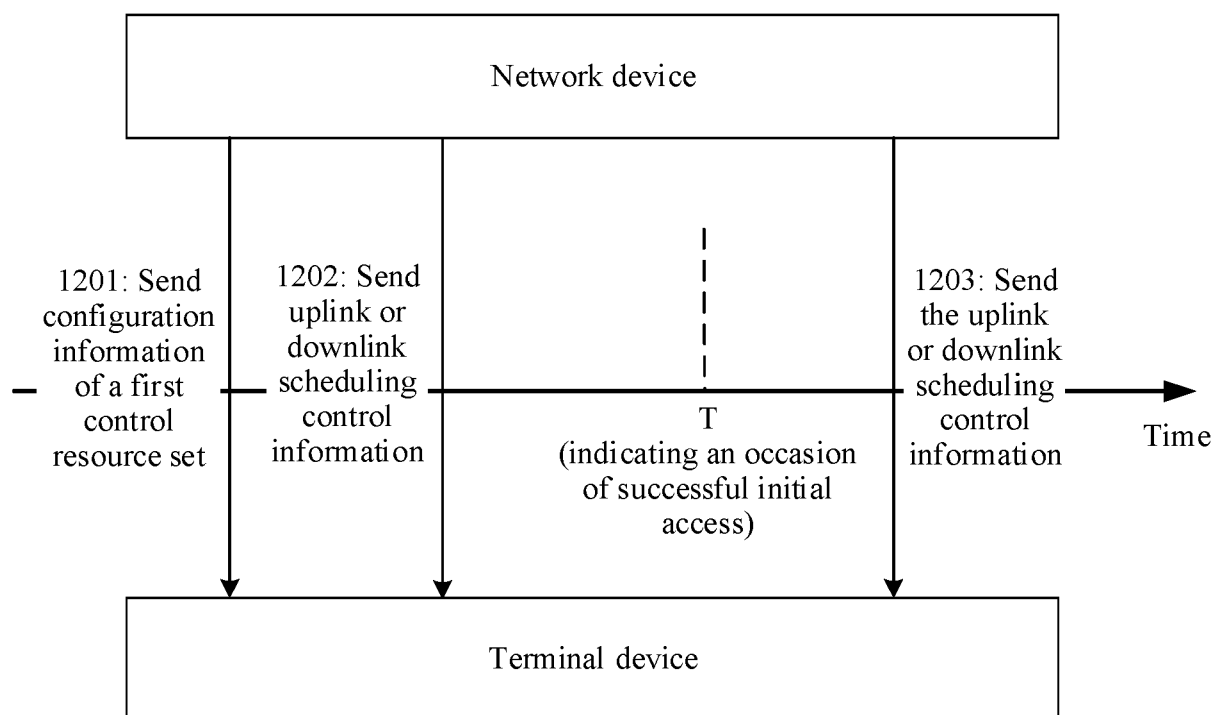 Network device
1201: Send
configuration
information
of a first
control
resource set
1202: Send
uplink or
downlink
scheduling
control
information
T
(indicating an occasion
of successful initial
access)
1203: Send
the uplink
or downlink
scheduling
control
information
Time
Terminal device